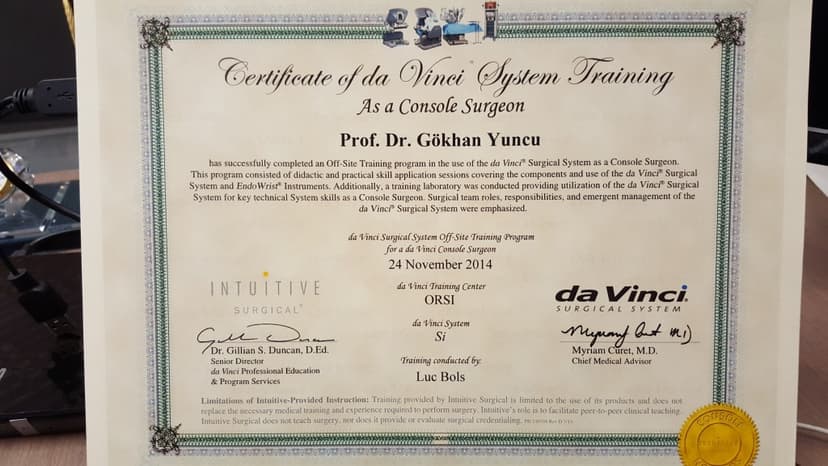 Certificate of da Vinci® System Training
As a Console Surgeon
Prof. Dr. Gökhan Yuncu
has successfully completed an Off-Site Training program in the use of the da Vinci® Surgical System as a Console Surgeon.
This program consisted of didactic and practical skill application sessions covering the components and use of the da Vinci® Surgical
System and EndoWrist® Instruments. Additionally, a training laboratory was conducted providing utilization of the da Vinci® Surgical
System for key technical System skills as a Console Surgeon. Surgical team roles, responsibilities, and emergent management of the
da Vinci® Surgical System were emphasized.
da Vinci Surgical System Off-Site Training Program
for a da Vinci Console Surgeon
24 November 2014
da Vinci Training Center
ORSI
da Vinci System
Si
Training conducted by:
Luc Bols
INTUITIVE
SURGICAL®
Dr. Gillian S. Duncan, D.Ed.
Senior Director
da Vinci Professional Education
& Program Services
da Vinci.
SURGICAL SYSTEM
Myriam Curet, M.D.
Chief Medical Advisor
Limitations of Intuitive-Provided Instruction: Training provided by Intuitive Surgical is limited to the use of its products and does not
replace the necessary medical training and experience required to perform surgery. Intuitive's role is to facilitate peer-to-peer clinical teaching.
Intuitive Surgical does not teach surgery, nor does it provide or evaluate surgical credentialing.